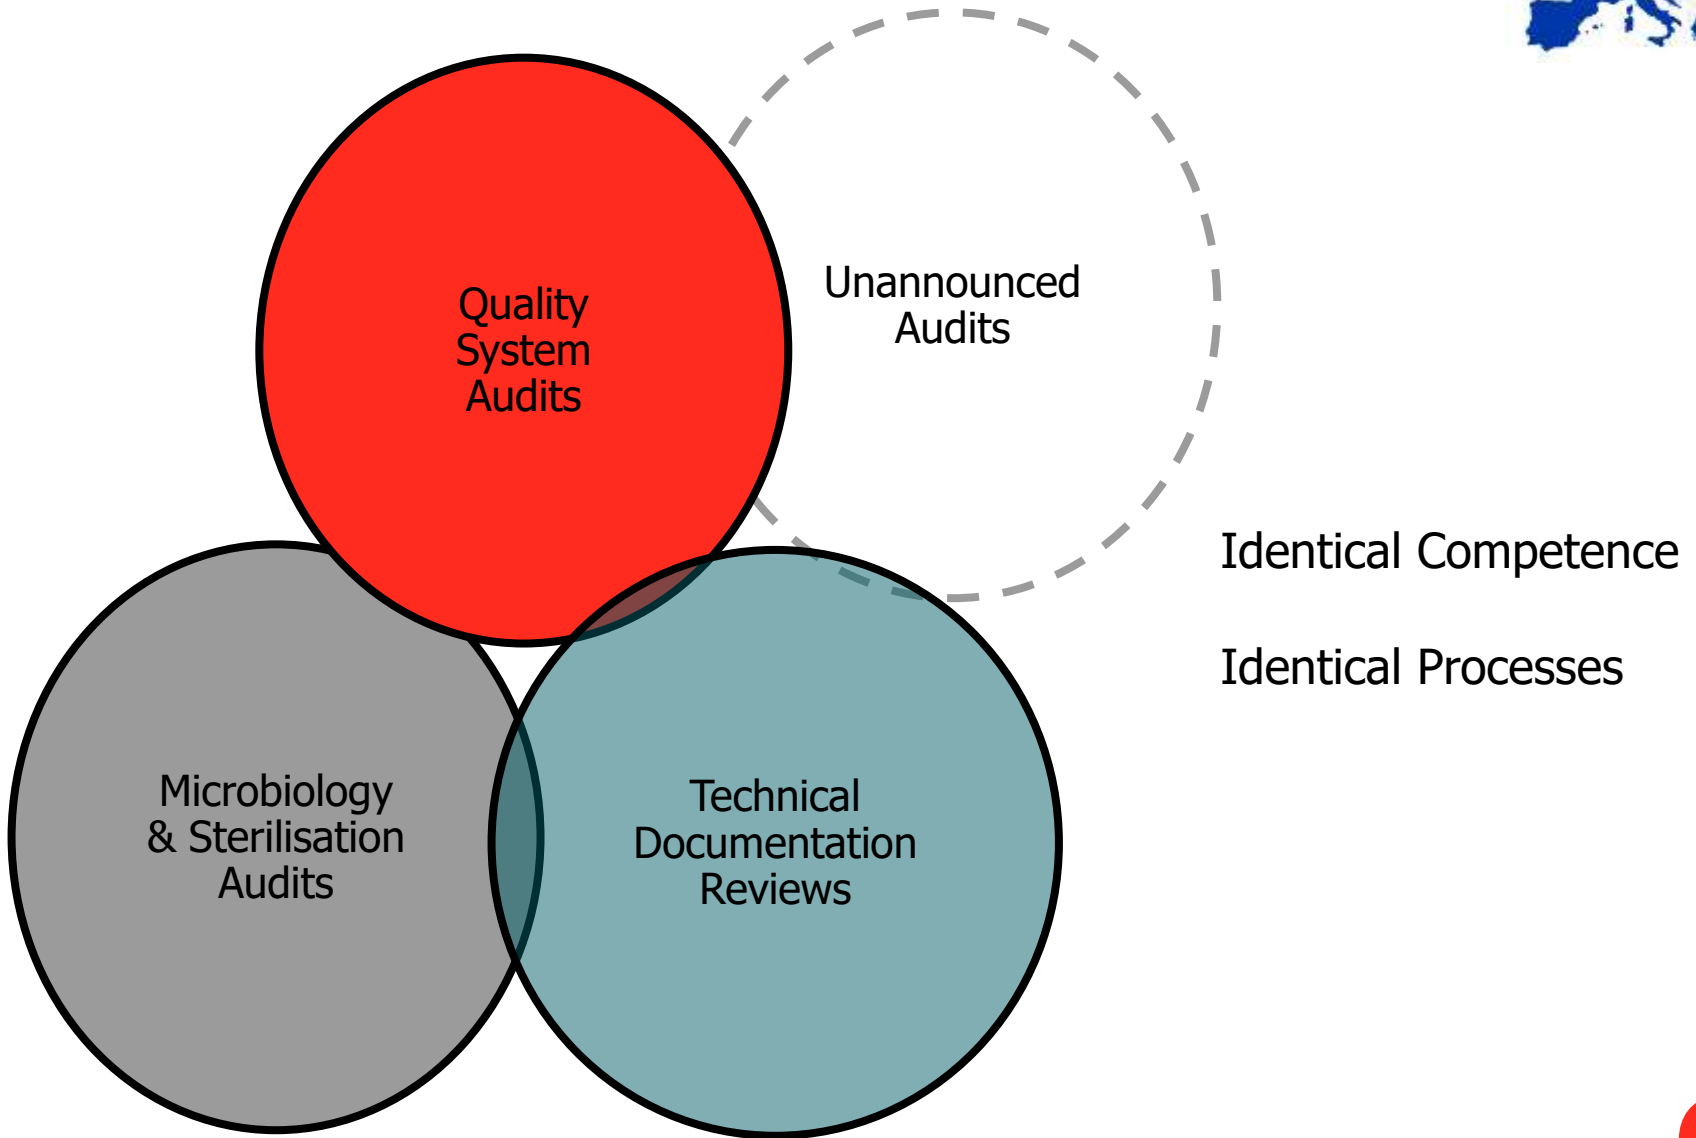 Quality
System
Audits
Unannounced
Audits
Identical Competence
Identical Processes
Microbiology
& Sterilisation
Audits
Technical
Documentation
Reviews